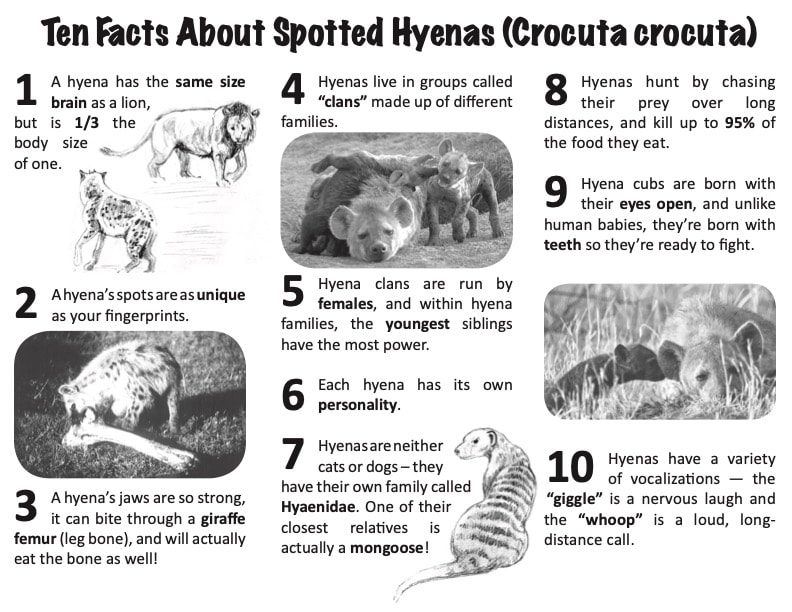 Ten Facts About Spotted Hyenas (Crocuta crocuta)
1 A hyena has the same size
brain as a lion,
but is 1/3 the
body size
of one.
2 A hyena's spots are as unique
as your fingerprints.
3 A hyena's jaws are so strong,
it can bite through a giraffe
femur (leg bone), and will actually
eat the bone as well!
4 Hyenas live in groups called
"clans" made up of different
families.
5 Hyena clans are run by
females, and within hyena
families, the youngest siblings
have the most power.
6 Each hyena has its own
personality.
7 Hyenas are neither
cats or dogs – they
have their own family called
Hyaenidae. One of their
closest relatives is
actually a mongoose!
8 Hyenas hunt by chasing
their prey over long
distances, and kill up to 95% of
the food they eat.
9 Hyena cubs are born with
their eyes open, and unlike
human babies, they're born with
teeth so they're ready to fight.
10 Hyenas have a variety
of vocalizations — the
"giggle" is a nervous laugh and
the "whoop" is a loud, long-
distance call.